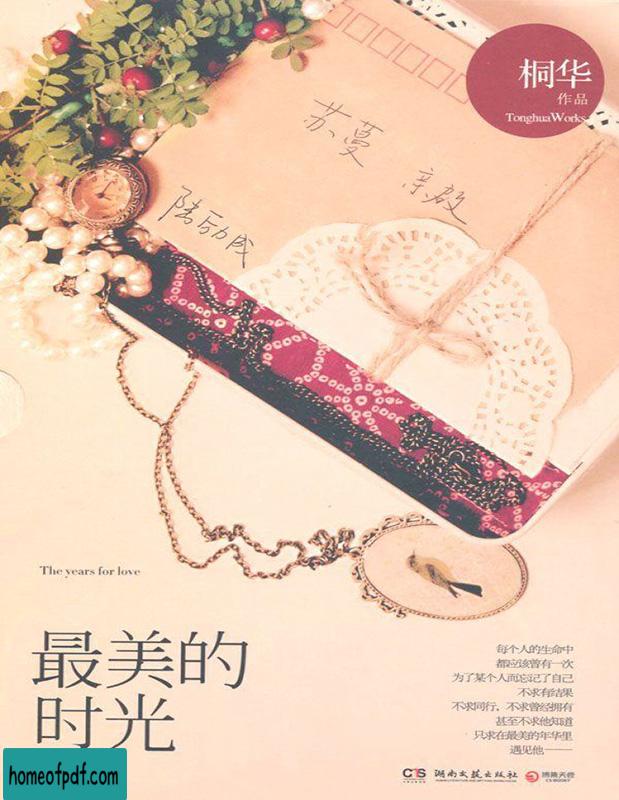 桐华
作品
TonghuaWorks
苏蔓
亲启
陆励成
The years for love
最美的
时光
每个人的生命中
都应该曾有一次
为了某个人而忘记了自己
不求有结果
不求同行，不求曾经拥有
甚至不求他知道
只求在最美的年华里
遇见他——
homeofpdf.com
CTS
湖南文艺出版社
博集天卷
CS-BOOKY